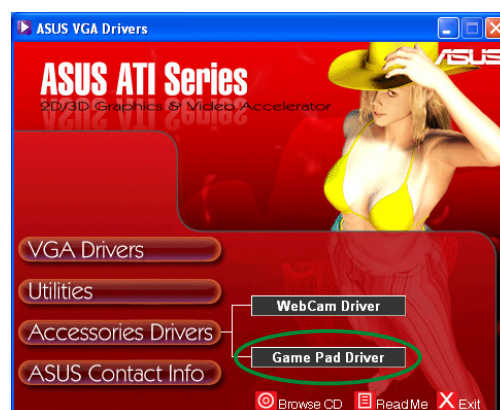 ASUS VGA Drivers
ASUS
ASUS ATI Series
2D/3D Graphics & Video Accelerator
VGA Drivers
Utilities
WebCam Driver
Accessories Drivers
Game Pad Driver
ASUS Contact Info
Browse CD
ReadMe
Exit